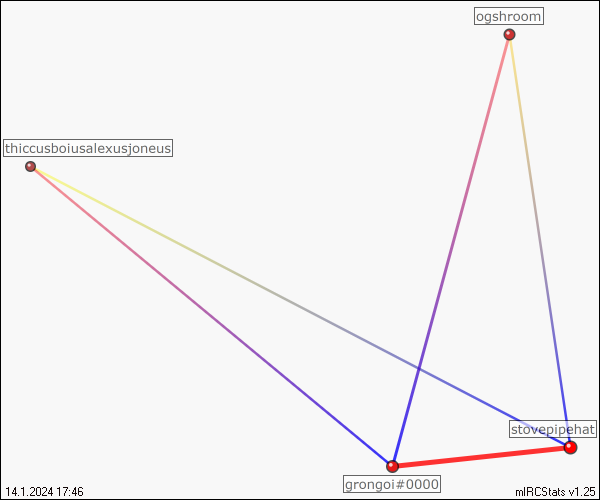 ogshroom
thiccusboiusalexusjoneus
stovepipehat
grongoi#0000
14.1.2024 17:46
mIRCStats v1.25